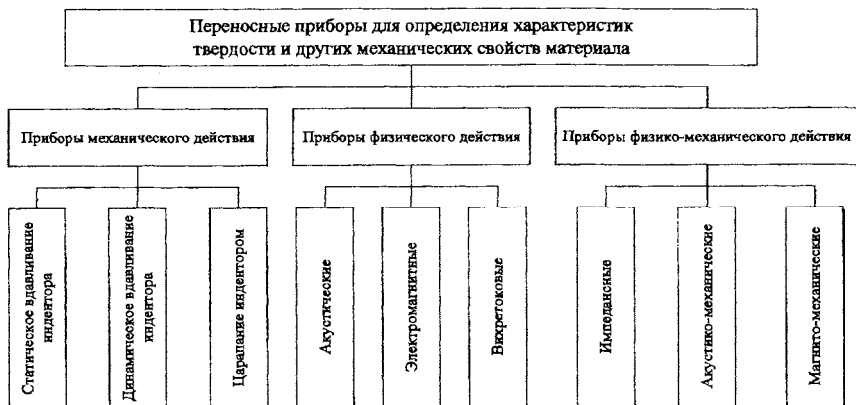 Переносные приборы для определения характеристик
твердости и других механических свойств материала
Приборы механического действия
Приборы физического действия
Приборы физико-механического действия
Статическое вдавливание
индентора
Динамическое вдавливание
индентора
Царапание индентором
Акустические
Электромагнитные
Вихретоковые
Импедансные
Акустико-механические
Магнито-механические